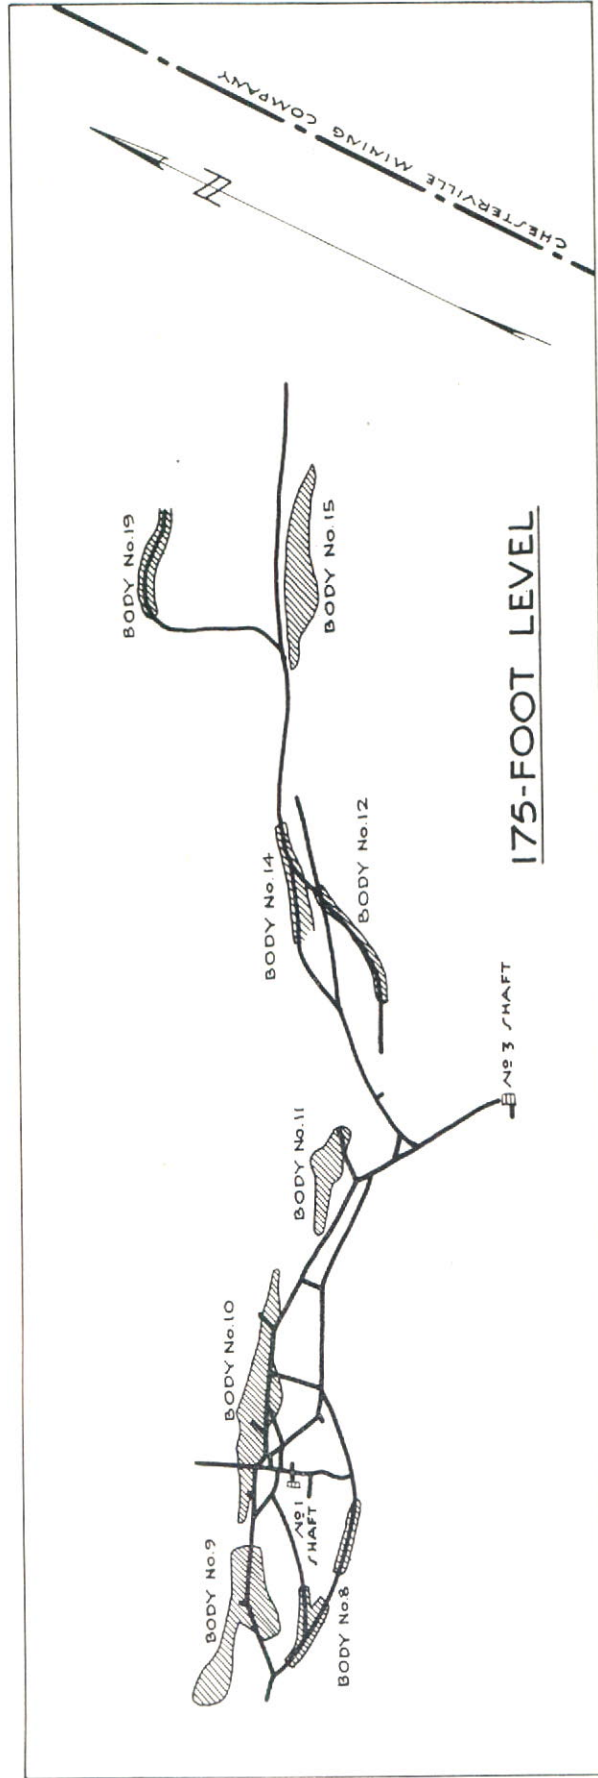 CHESTERVILLE MINING COMPANY
N
BODY No.19
BODY No.15
BODY No.14
BODY No.12
175-FOOT LEVEL
No 3 SHAFT
BODY No.11
BODY No.10
No 1
SHAFT
BODY No.9
BODY No.8